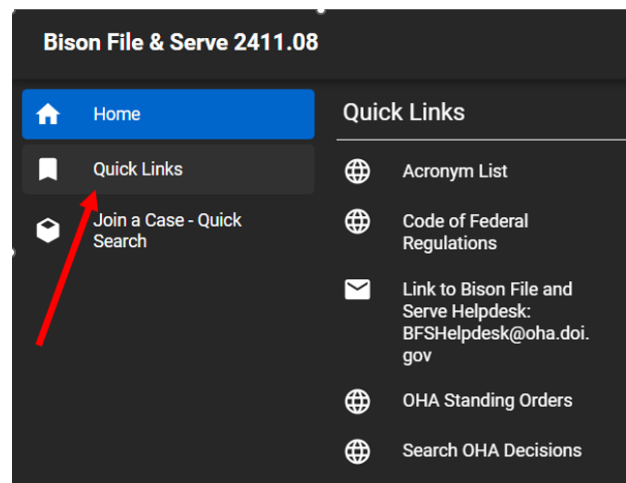 Bison File & Serve 2411.08
Home
Quick Links
Join a Case - Quick
Search
Quick Links
Acronym List
Code of Federal
Regulations
Link to Bison File and
Serve Helpdesk:
BFSHelpdesk@oha.doi.
gov
OHA Standing Orders
Search OHA Decisions